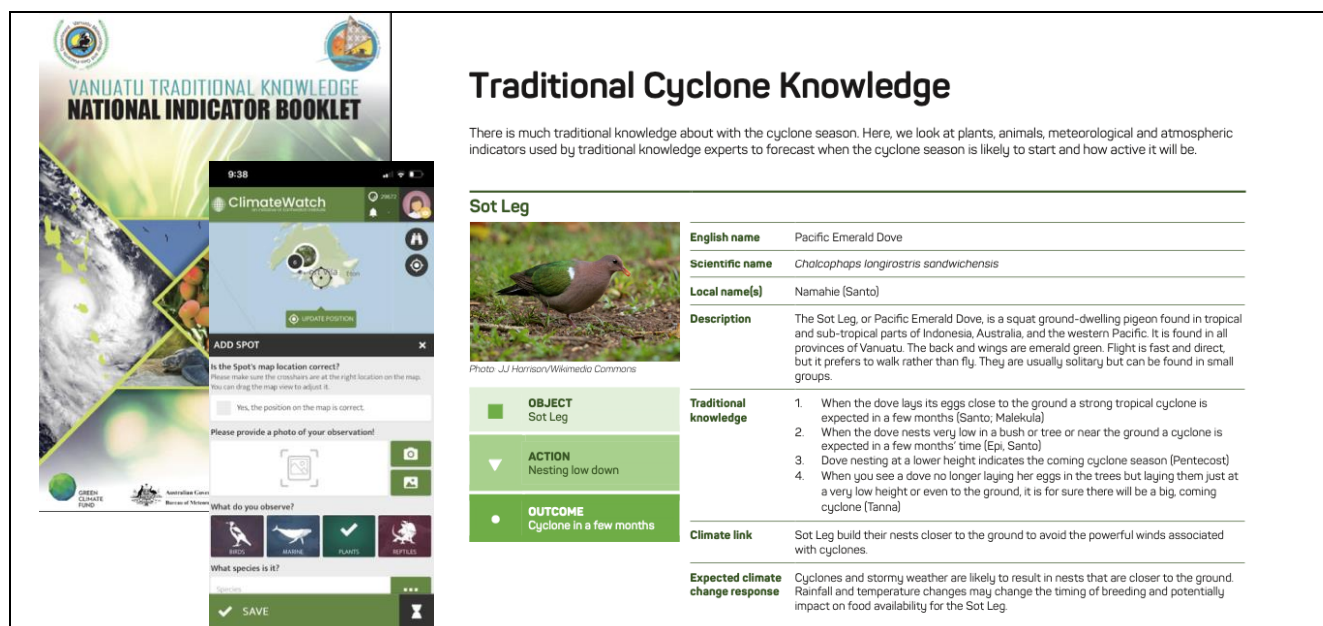 VANUATU TRADITIONAL KNOWLEDGE
NATIONAL INDICATOR BOOKLET
GREEN
CLIMATE
FUND
Australian Gover
Bureau of Meteoro
9:38
ClimateWatch
29672
UPDATE POSITION
ADD SPOT
Is the Spot's map location correct?
Please make sure the crosshairs are at the right location on the map.
You can drag the map view to adjust it.
Yes, the position on the map is correct.
Please provide a photo of your observation!
What do you observe?
BIRDS MARINE PLANTS REPTILES
What species is it?
Species
SAVE
Traditional Cyclone Knowledge
There is much traditional knowledge about with the cyclone season. Here, we look at plants, animals, meteorological and atmospheric
indicators used by traditional knowledge experts to forecast when the cyclone season is likely to start and how active it will be.
Sot Leg
Photo: JJ Harrison/Wikimedia Commons
OBJECT
Sot Leg
ACTION
Nesting low down
OUTCOME
Cyclone in a few months
English name Pacific Emerald Dove
Scientific name Chalcophaps longirostris sandwichensis
Local name(s) Namahie (Santo)
Description The Sot Leg, or Pacific Emerald Dove, is a squat ground-dwelling pigeon found in tropical
and sub-tropical parts of Indonesia, Australia, and the western Pacific. It is found in all
provinces of Vanuatu. The back and wings are emerald green. Flight is fast and direct,
but it prefers to walk rather than fly. They are usually solitary but can be found in small
groups.
Traditional knowledge 1. When the dove lays its eggs close to the ground a strong tropical cyclone is
expected in a few months (Santo; Malekula)
2. When the dove nests very low in a bush or tree or near the ground a cyclone is
expected in a few months' time (Epi, Santo)
3. Dove nesting at a lower height indicates the coming cyclone season (Pentecost)
4. When you see a dove no longer laying her eggs in the trees but laying them just at
a very low height or even to the ground, it is for sure there will be a big, coming
cyclone (Tanna)
Climate link Sot Leg build their nests closer to the ground to avoid the powerful winds associated
with cyclones.
Expected climate Cyclones and stormy weather are likely to result in nests that are closer to the ground.
change response Rainfall and temperature changes may change the timing of breeding and potentially
impact on food availability for the Sot Leg.